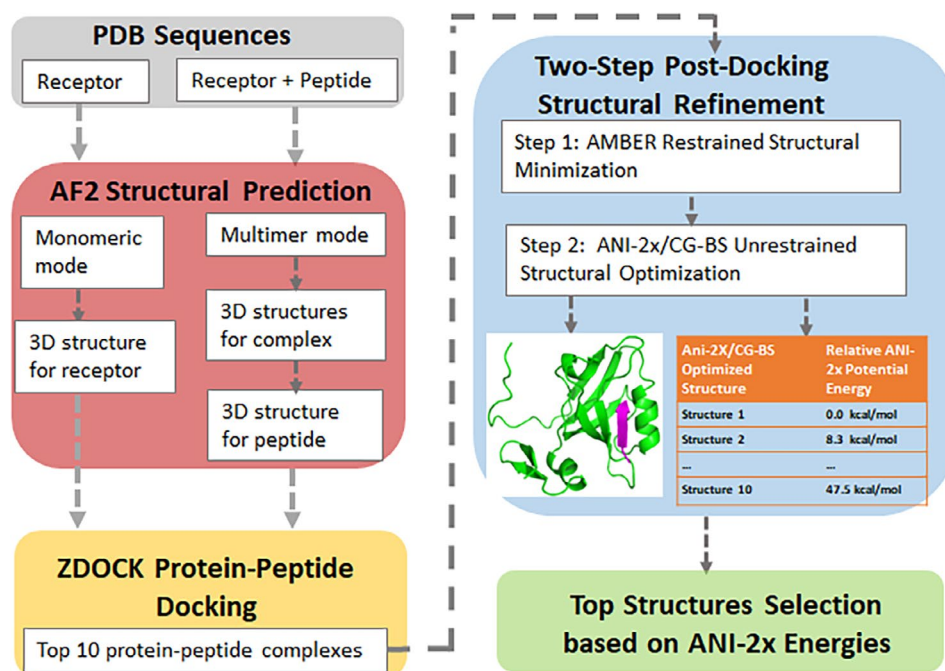 PDB Sequences
Receptor
Receptor + Peptide
AF2 Structural Prediction
Monomeric
mode
3D structure
for receptor
Multimer mode
3D structures
for complex
3D structure
for peptide
ZDOCK Protein-Peptide
Docking
Top 10 protein-peptide complexes
Two-Step Post-Docking
Structural Refinement
Step 1: AMBER Restrained Structural
Minimization
Step 2: ANI-2x/CG-BS Unrestrained
Structural Optimization
Ani-2X/CG-BS Relative ANI-
Optimized 2x Potential
Structure Energy
Structure 1 0.0 kcal/mol
Structure 2 8.3 kcal/mol
... ...
Structure 10 47.5 kcal/mol
Top Structures Selection
based on ANI-2x Energies